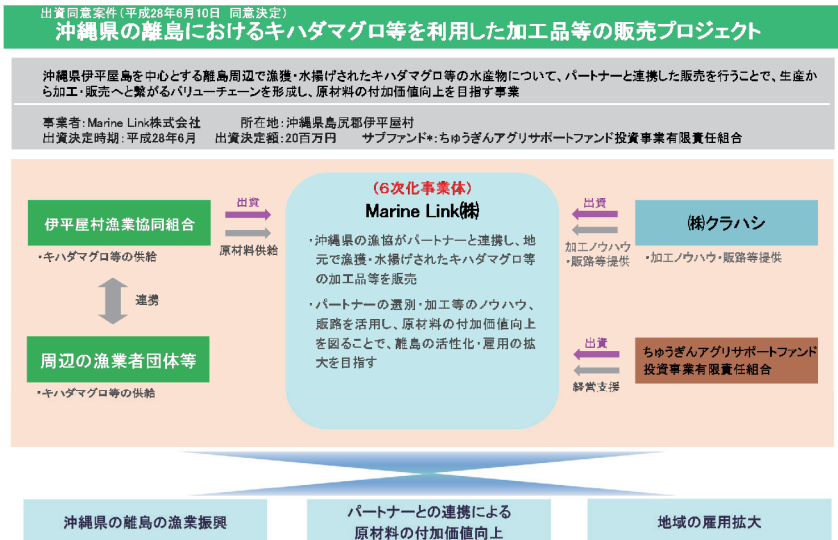 出資同意案件(平成28年6月10日 同意決定)
沖縄県の離島におけるキハダマグロ等を利用した加工品等の販売プロジェクト
沖縄県伊平屋島を中心とする離島周辺で漁獲・水揚げされたキハダマグロ等の水産物について、パートナーと連携した販売を行うことで、生産か
ら加工・販売へと繋がるバリューチェーンを形成し、原材料の付加価値向上を目指す事業
事業者:Marine Link株式会社 所在地:沖縄県島尻郡伊平屋村
出資決定時期:平成28年6月 出資決定額:20百万円 サブファンド*:ちゅうぎんアグリサポートファンド投資事業有限責任組合
伊平屋村漁業協同組合
・キハダマグロ等の供給
連携
周辺の漁業者団体等
・キハダマグロ等の供給
出資
原材料供給
(6次化事業体)
Marine Link㈱
・沖縄県の漁協がパートナーと連携し、地
元で漁獲・水揚げされたキハダマグロ等
の加工品等を販売
・パートナーの選別・加工等のノウハウ、
販路を活用し、原材料の付加価値向上
を図ることで、離島の活性化・雇用の拡
大を目指す
出資
加工ノウハウ
・販路等提供
㈱クラハシ
・加工ノウハウ・販路等提供
出資
経営支援
ちゅうぎんアグリサポートファンド
投資事業有限責任組合
沖縄県の離島の漁業振興
パートナーとの連携による
原材料の付加価値向上
地域の雇用拡大